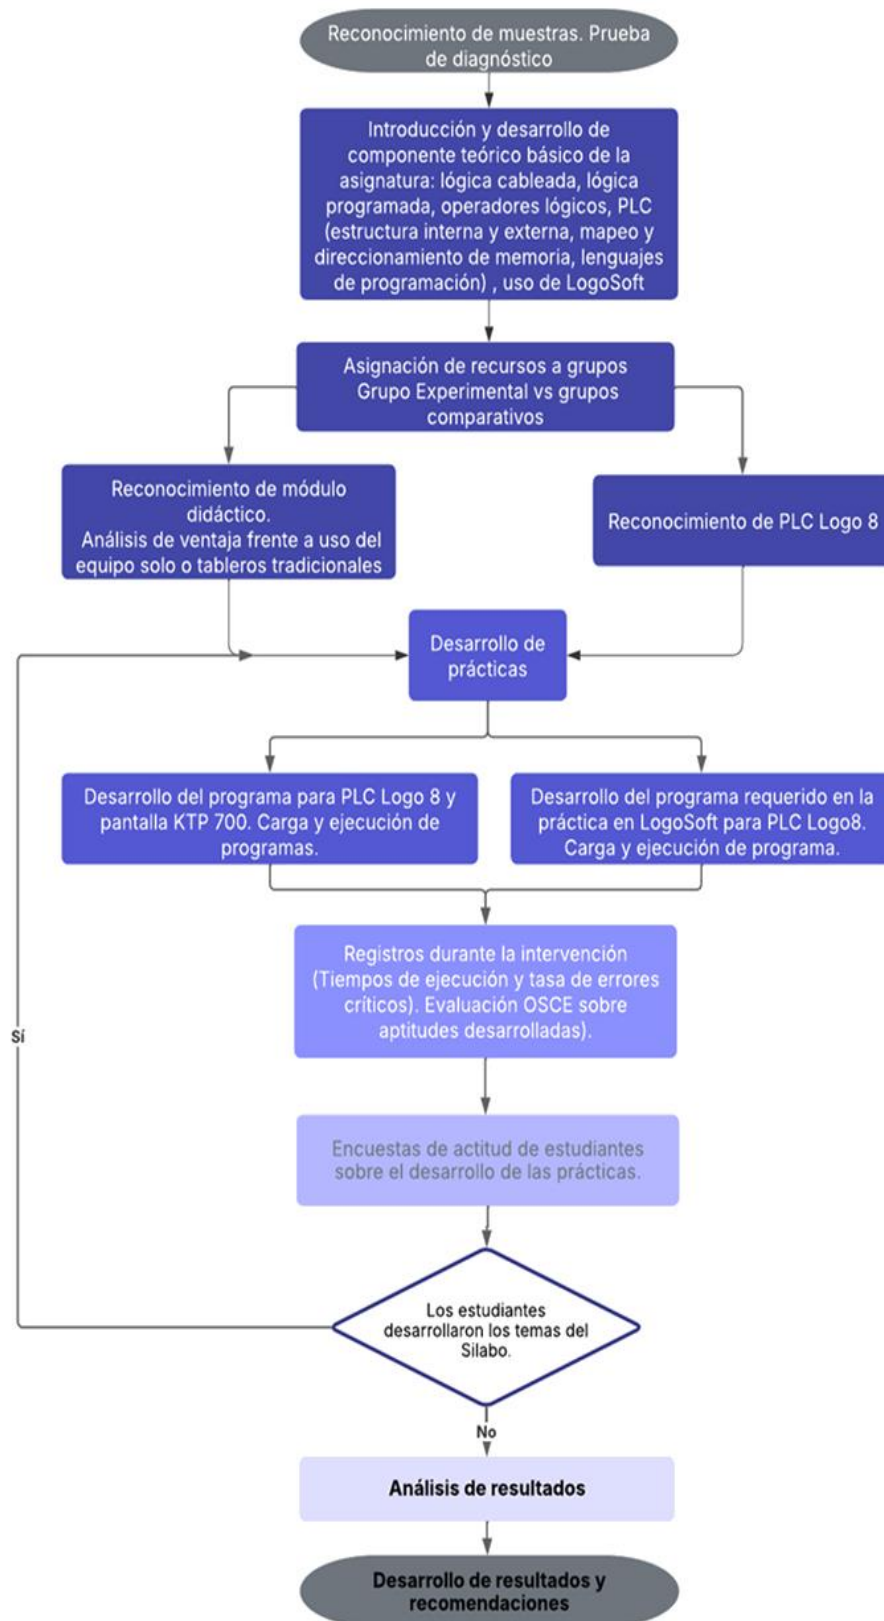 Reconocimiento de muestras. Prueba
de diagnóstico
Introducción y desarrollo de
componente teórico básico de la
asignatura: lógica cableada, lógica
programada, operadores lógicos, PLC
(estructura interna y externa, mapeo y
direccionamiento de memoria, lenguajes
de programación) , uso de LogoSoft
Asignación de recursos a grupos
Grupo Experimental vs grupos
comparativos
Reconocimiento de módulo
didáctico.
Análisis de ventaja frente a uso del
equipo solo o tableros tradicionales
Reconocimiento de PLC Logo 8
Desarrollo de
prácticas
Desarrollo del programa para PLC Logo 8 y
pantalla KTP 700. Carga y ejecución de
programas.
Desarrollo del programa requerido en la
práctica en LogoSoft para PLC Logo8.
Carga y ejecución de programa.
Registros durante la intervención
(Tiempos de ejecución y tasa de errores
críticos). Evaluación OSCE sobre
aptitudes desarrolladas).
Sí
Encuestas de actitud de estudiantes
sobre el desarrollo de las prácticas.
Los estudiantes
desarrollaron los temas del
Silabo.
No
Análisis de resultados
Desarrollo de resultados y
recomendaciones